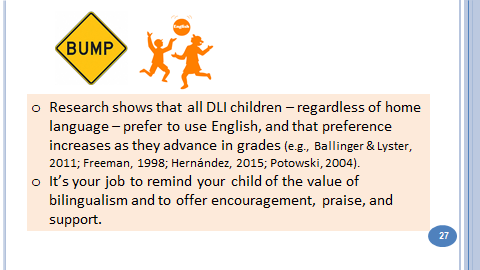 BUMP
English
o Research shows that all DLI children – regardless of home
language – prefer to use English, and that preference
increases as they advance in grades (e.g., Ballinger & Lyster,
2011; Freeman, 1998; Hernández, 2015; Potowski, 2004).
o It's your job to remind your child of the value of
bilingualism and to offer encouragement, praise, and
support.
27